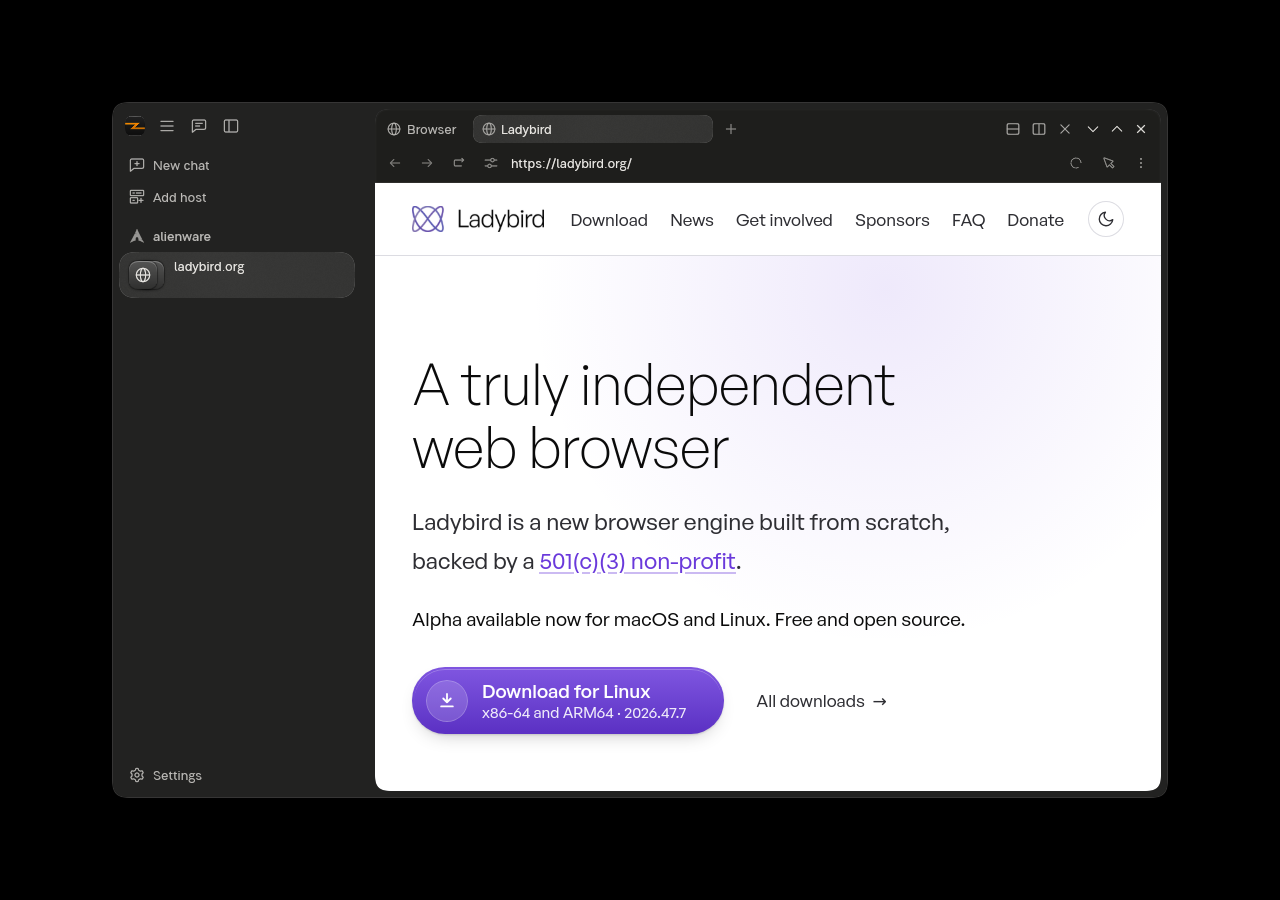 New chat
Add host
alienware
ladybird.org
Settings
Browser
Ladybird
https://ladybird.org/
Ladybird
Download
News
Get involved
Sponsors
FAQ
Donate
A truly independent
web browser
Ladybird is a new browser engine built from scratch,
backed by a 501(c)(3) non-profit.
Alpha available now for macOS and Linux. Free and open source.
Download for Linux
x86-64 and ARM64 · 2026.47.7
All downloads →